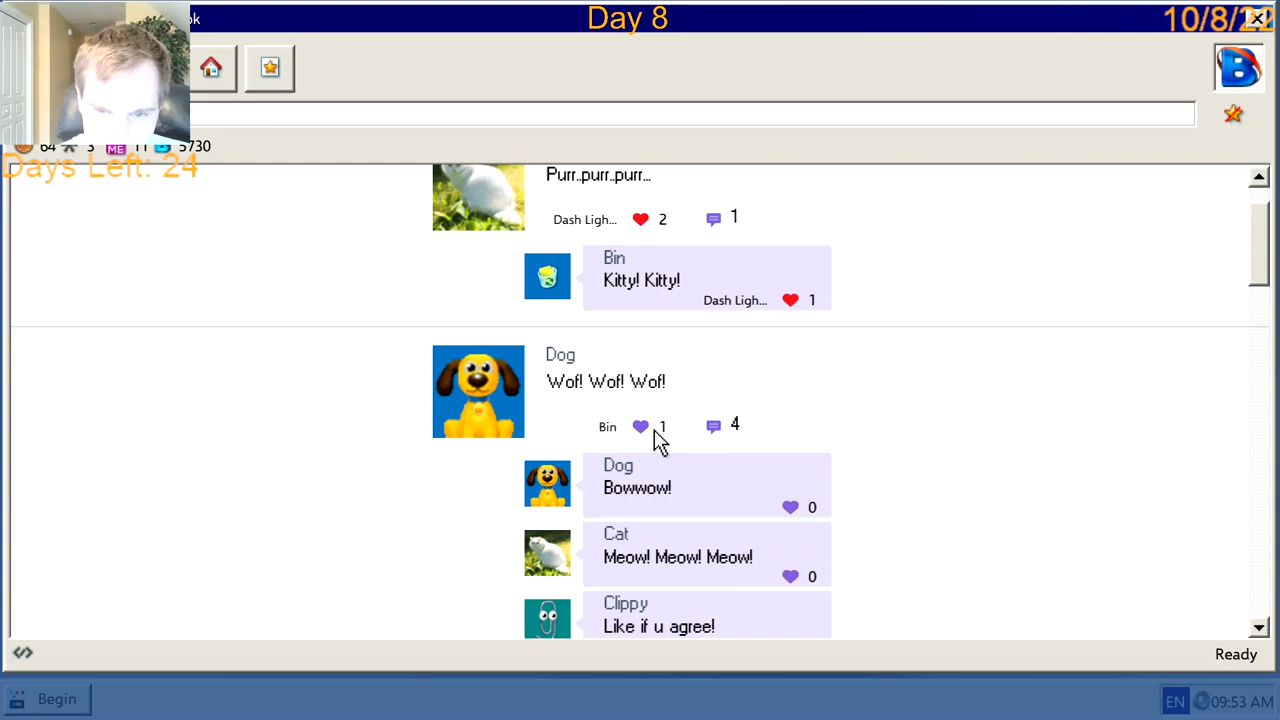 Day 8
10/8/22
ok
64 3 ME 11 5730
Days Left: 24
Purr..purr..purr...
Dash Ligh... 2 1
Bin
Kitty! Kitty!
Dash Ligh... 1
Dog
Wof! Wof! Wof!
Bin 1 4
Dog
Bowwow!
0
Cat
Meow! Meow! Meow!
0
Clippy
Like if u agree!
Ready
Begin
EN 09:53 AM